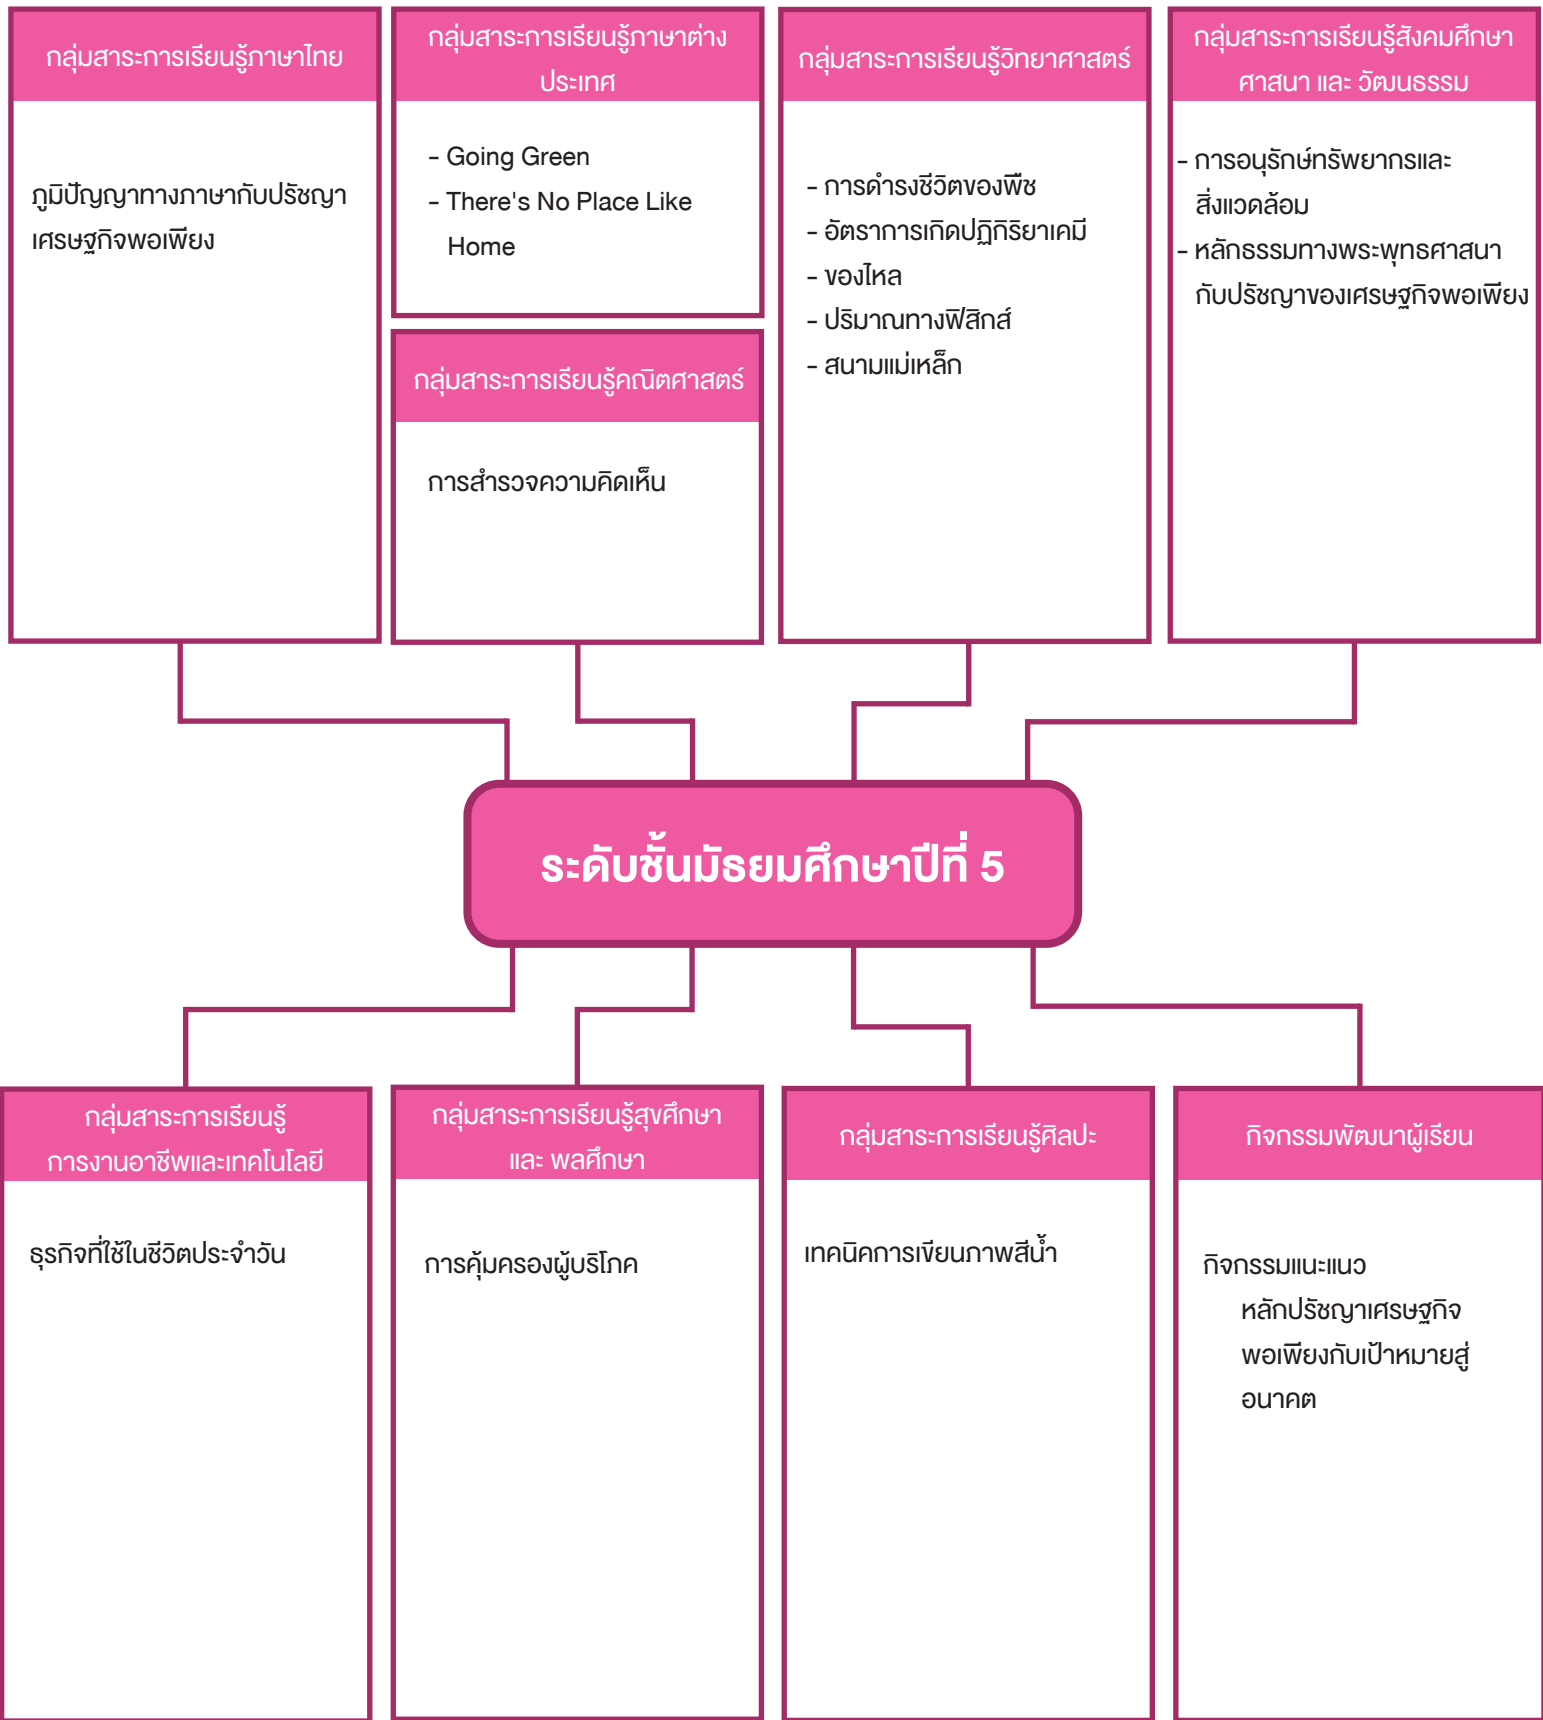 กลุ่มสาระการเรียนรู้ภาษาไทย
ภูมิปัญญาทางภาษากับปรัชญา
เศรษฐกิจพอเพียง
กลุ่มสาระการเรียนรู้ภาษาต่าง
ประเทศ
- Going Green
- There's No Place Like
Home
กลุ่มสาระการเรียนรู้คณิตศาสตร์
การสำรวจความคิดเห็น
กลุ่มสาระการเรียนรู้วิทยาศาสตร์
- การดำรงชีวิตของพืช
- อัตราการเกิดปฏิกิริยาเคมี
- ของไหล
- ปริมาณทางฟิสิกส์
- สนามแม่เหล็ก
กลุ่มสาระการเรียนรู้สังคมศึกษา
ศาสนา และ วัฒนธรรม
- การอนุรักษ์ทรัพยากรและ
สิ่งแวดล้อม
- หลักธรรมทางพระพุทธศาสนา
กับปรัชญาของเศรษฐกิจพอเพียง
ระดับชั้นมัธยมศึกษาปีที่ 5
กลุ่มสาระการเรียนรู้
การงานอาชีพและเทคโนโลยี
ธุรกิจที่ใช้ในชีวิตประจำวัน
กลุ่มสาระการเรียนรู้สุขศึกษา
และ พลศึกษา
การคุ้มครองผู้บริโภค
กลุ่มสาระการเรียนรู้ศิลปะ
เทคนิคการเขียนภาพสีน้ำ
กิจกรรมพัฒนาผู้เรียน
กิจกรรมแนะแนว
หลักปรัชญาเศรษฐกิจ
พอเพียงกับเป้าหมายสู่
อนาคต